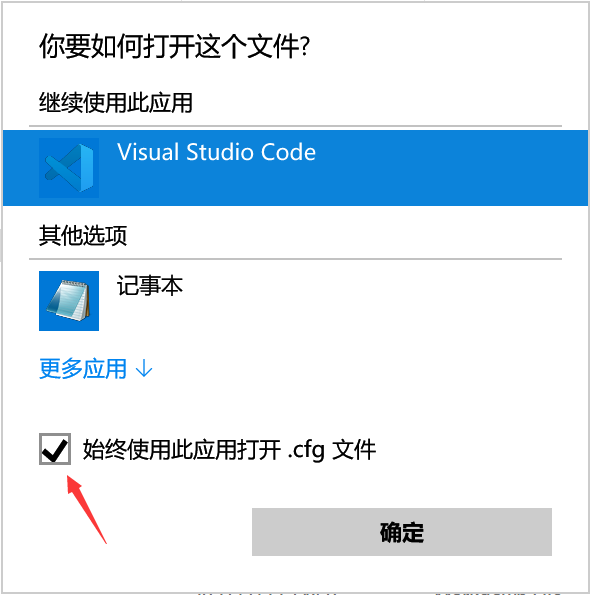 你要如何打开这个文件?
继续使用此应用
Visual Studio Code
其他选项
记事本
更多应用 ↓
始终使用此应用打开 .cfg 文件
确定